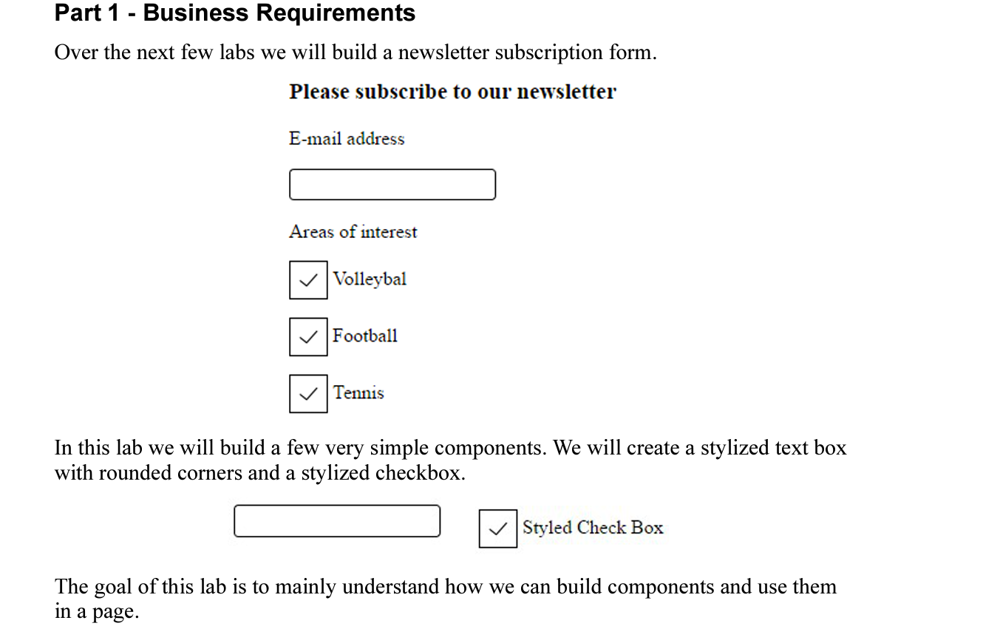 Part 1 - Business Requirements
Over the next few labs we will build a newsletter subscription form.
Please subscribe to our newsletter
E-mail address
Areas of interest
Volleybal
Football
Tennis
In this lab we will build a few very simple components. We will create a stylized text box
with rounded corners and a stylized checkbox.
Styled Check Box
The goal of this lab is to mainly understand how we can build components and use them
in a page.